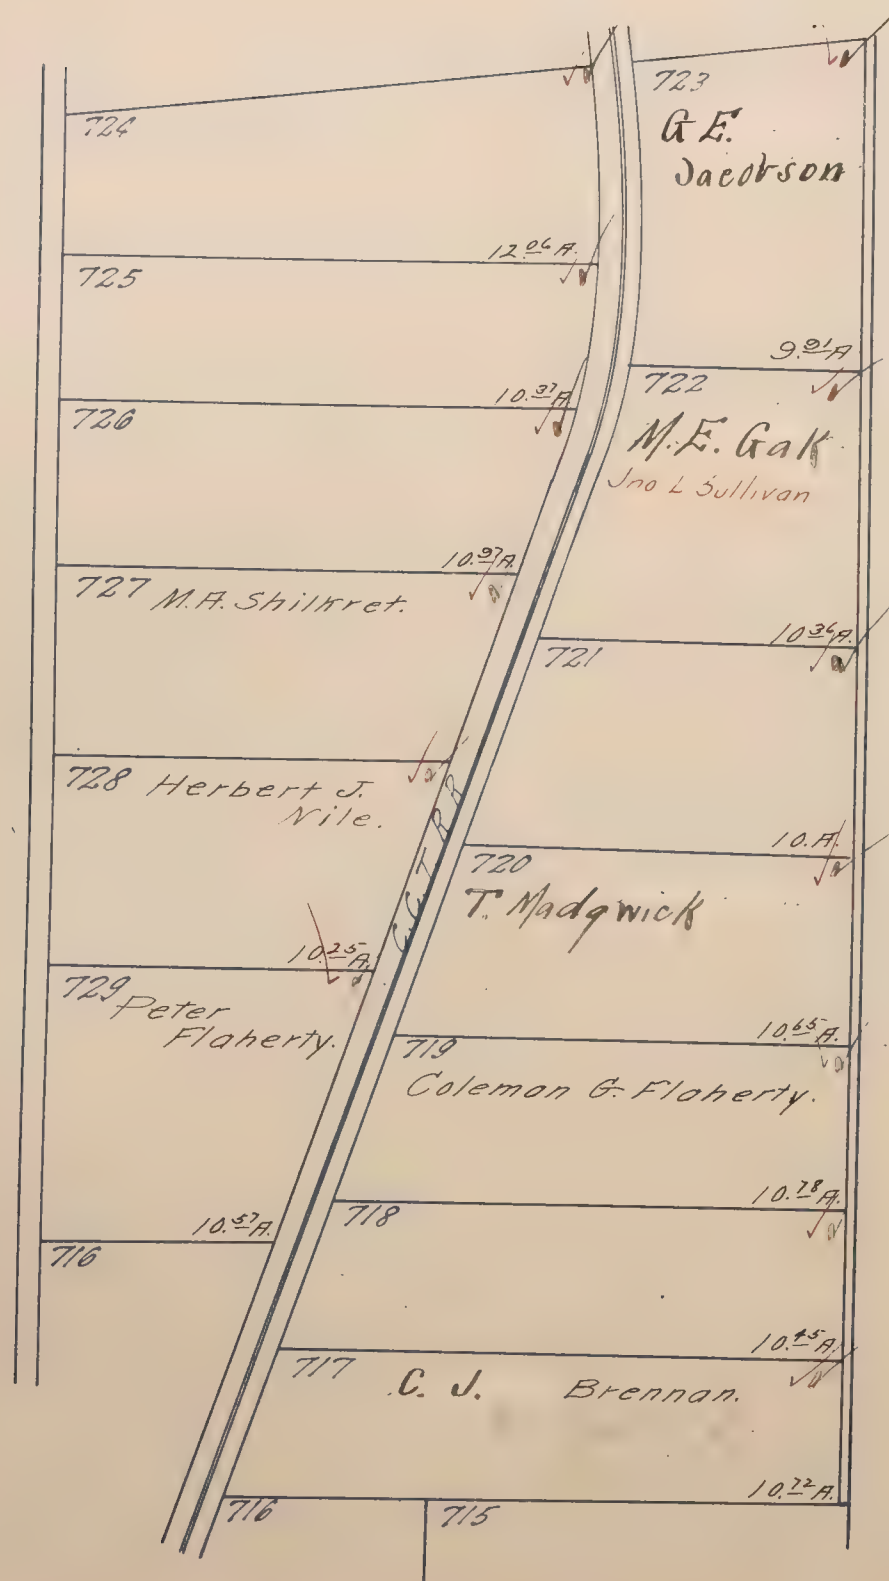 723
G E.
Jacobson
9.91 A
724
12.06 A.
725
10.37 A
726
10.97 A.
727 M.A. Shilkret.
728 Herbert J.
Nile.
10.25 A.
729 Peter
Flaherty.
10.57 A.
716
C. C. T. R R
722
M.E. Gak
Jno L Sullivan
10.36 A.
721
10. A.
720
T. Madgwick
10.65 A.
719
Coleman G. Flaherty.
10.78 A.
718
10.45 A
717 C. J. Brennan.
10.72 A.
716
715